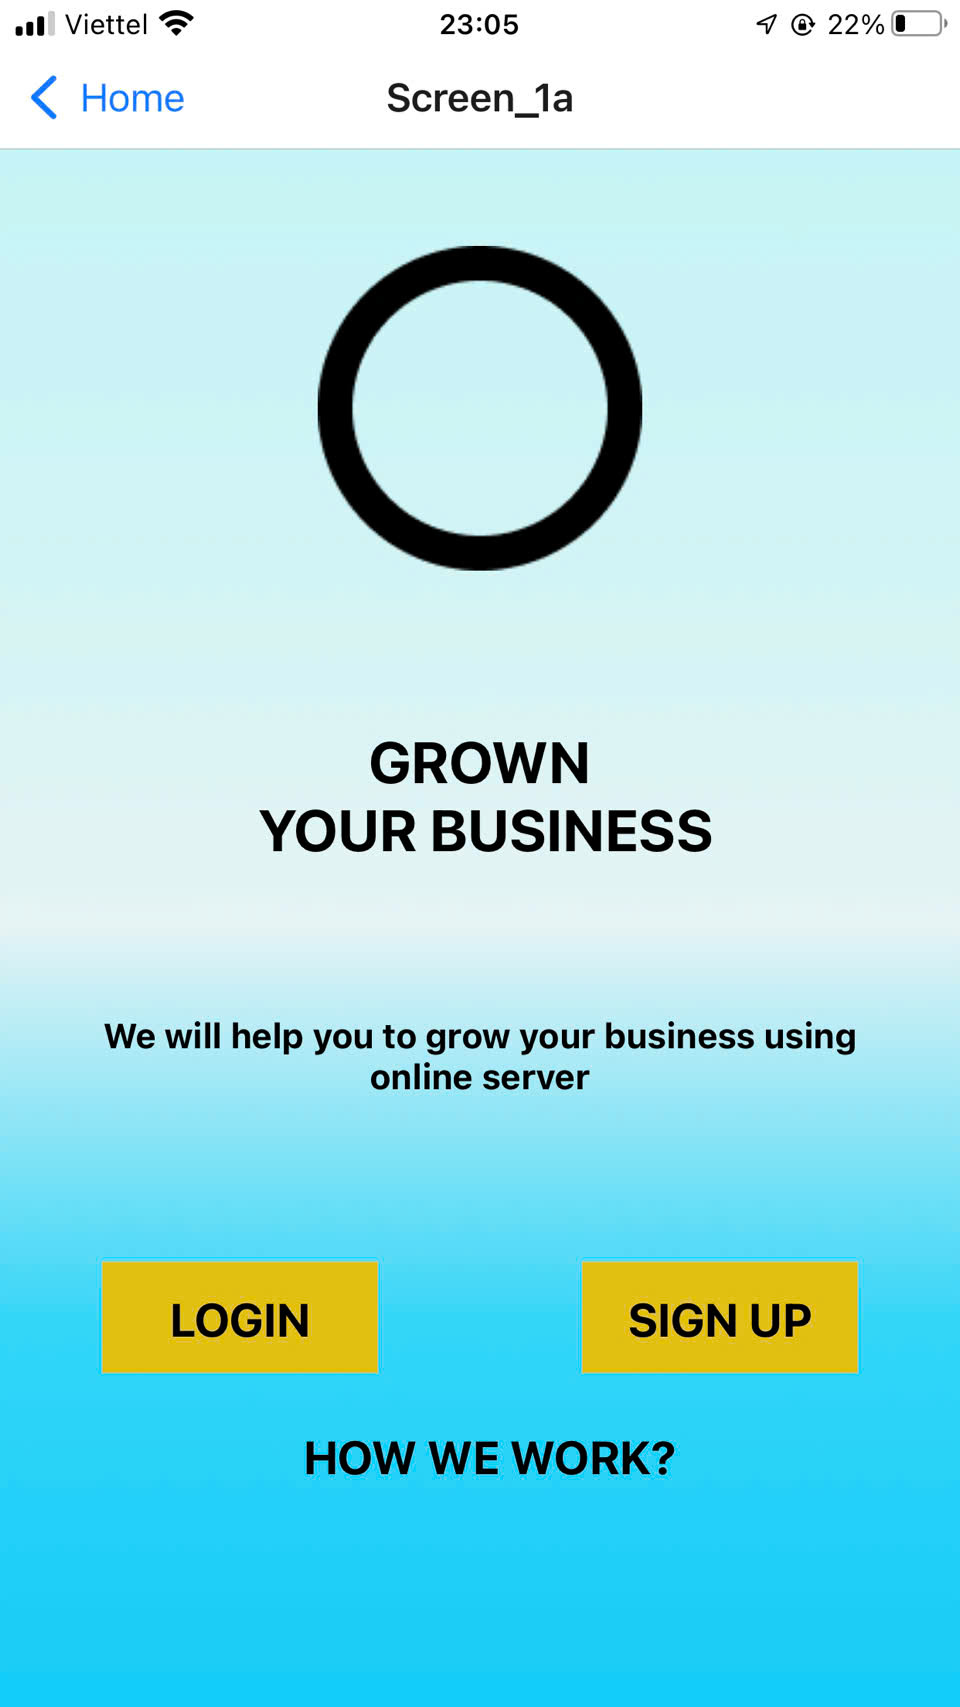 Viettel 23:05 22%
Home Screen_1a
GROWN
YOUR BUSINESS
We will help you to grow your business using
online server
LOGIN SIGN UP
HOW WE WORK?